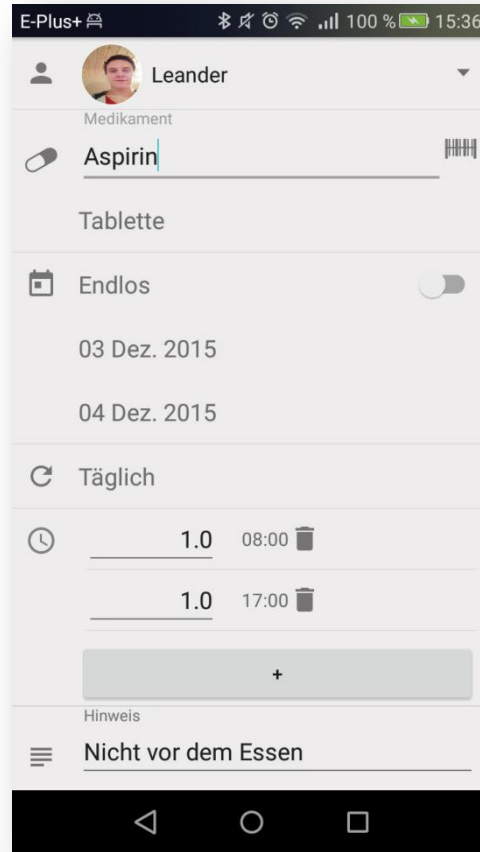 E-Plus+ 100 % 15:36
Leander
Medikament
Aspirin
Tablette
Endlos
03 Dez. 2015
04 Dez. 2015
Täglich
1.0 08:00
1.0 17:00
+
Hinweis
Nicht vor dem Essen